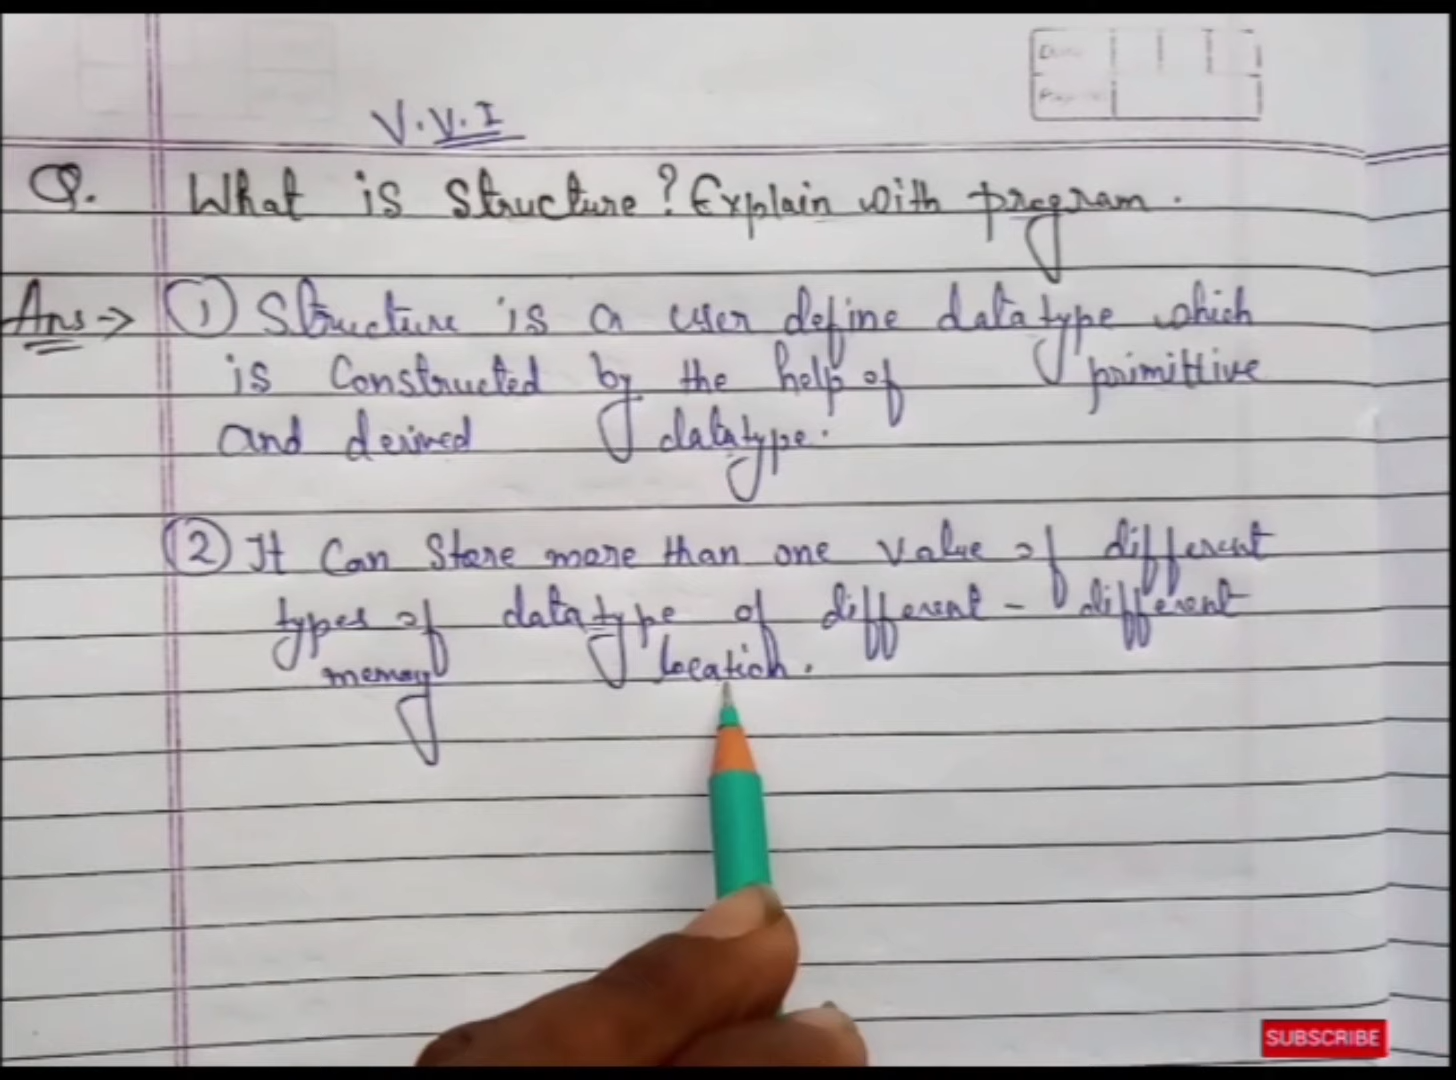 V.V.I
Q. What is structure? Explain with program.
Ans → ① Structure is a user define datatype which
is Constructed by the help of primittive
and derived datatype.
② It Can Store more than one value of different
types of datatype of different - different
memory location.
SUBSCRIBE